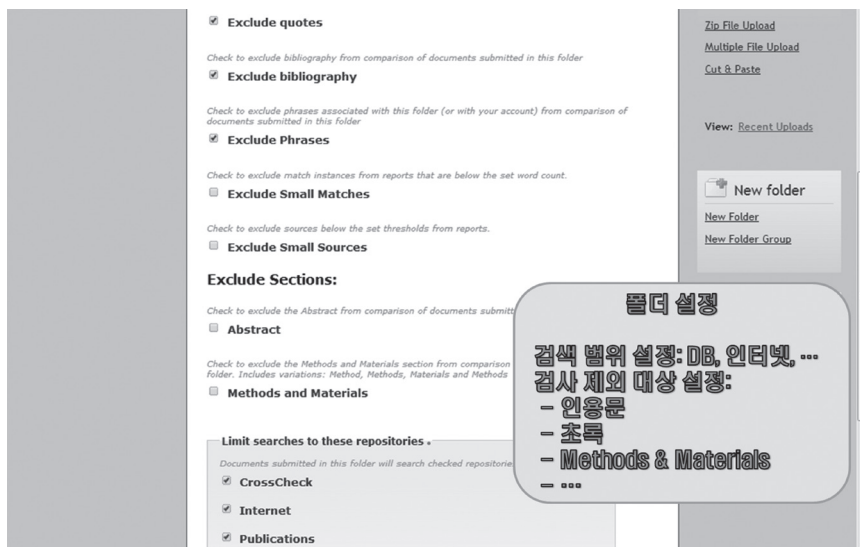 Exclude quotes
Check to exclude bibliography from comparison of documents submitted in this folder
Exclude bibliography
Check to exclude phrases associated with this folder (or with your account) from comparison of
documents submitted in this folder
Exclude Phrases
Check to exclude match instances from reports that are below the set word count.
Exclude Small Matches
Check to exclude sources below the set thresholds from reports.
Exclude Small Sources
Exclude Sections:
Check to exclude the Abstract from comparison of documents
Abstract
Check to exclude the Methods and Materials section from comparison
folder. Includes variations: Method, Methods, Materials and Methods
Methods and Materials
Limit searches to these repositories
Documents submitted in this folder will search checked
CrossCheck
Internet
Publications
Zip File Upload
Multiple File Upload
Cut & Paste
View: Recent Uploads
New folder
New Folder
New Folder Group
폴더 설정
검색 범위 설정: DB, 인터넷, …
검사 제외 대상 설정:
– 인용문
– 초록
– Methods & Materials
– …